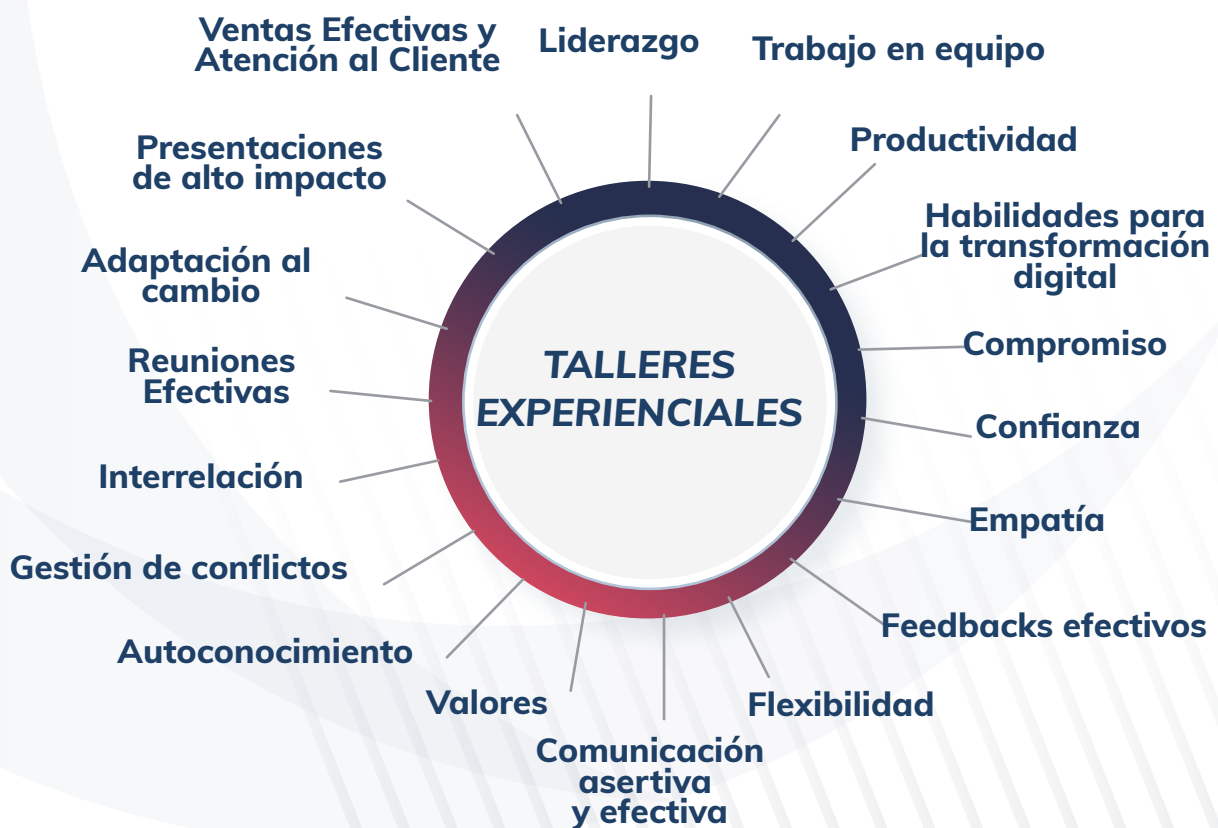 Ventas Efectivas y
Atención al Cliente
Liderazgo
Trabajo en equipo
Productividad
Habilidades para
la transformación
digital
Compromiso
Confianza
Empatía
Feedbacks efectivos
Flexibilidad
Comunicación
asertiva
y efectiva
Valores
Autoconocimiento
Gestión de conflictos
Interrelación
Reuniones
Efectivas
Adaptación al
cambio
Presentaciones
de alto impacto
TALLERES
EXPERIENCIALES